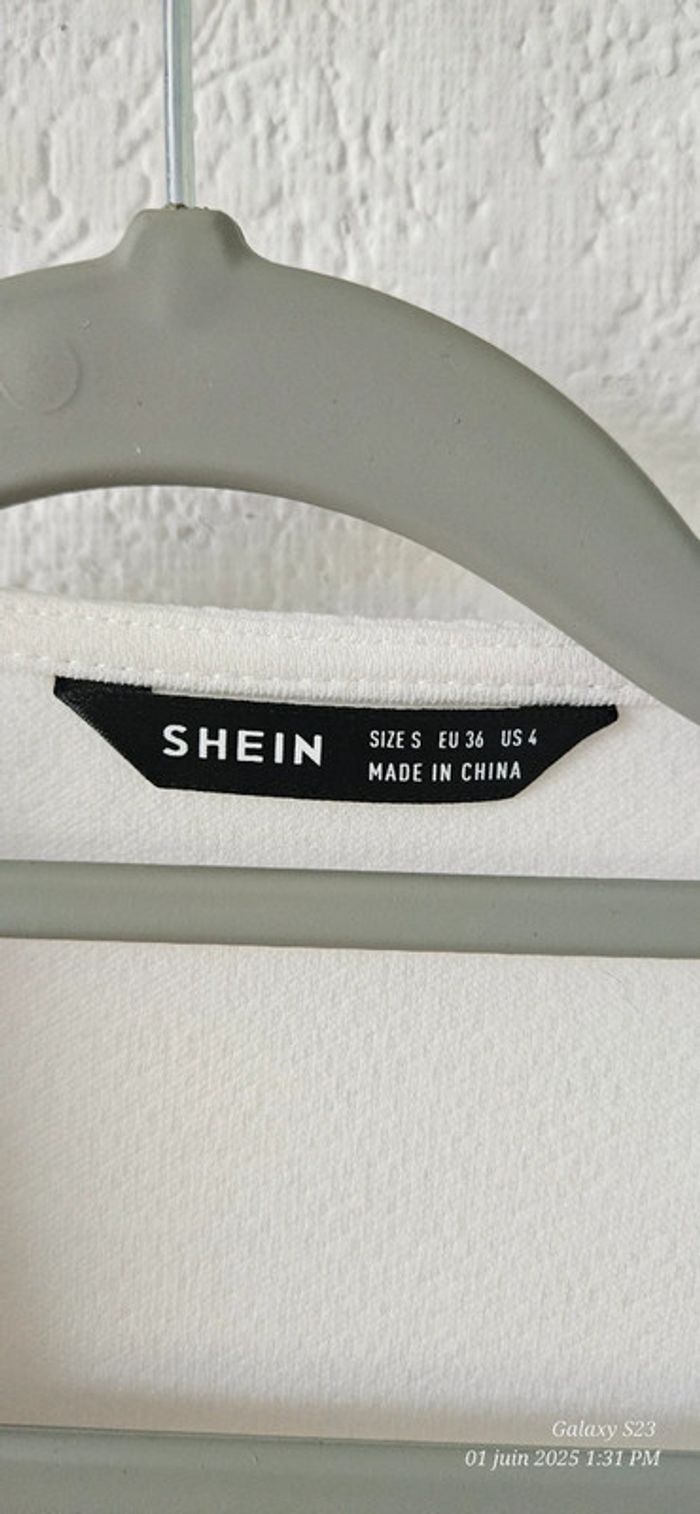 SHEIN
SIZE S EU 36 US 4
MADE IN CHINA
Galaxy S23
01 juin 2025 1:31 PM